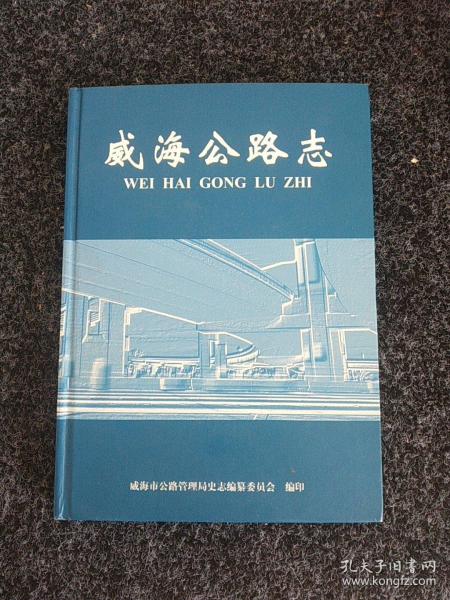 威海公路志
WEI HAI GONG LU ZHI
威海市公路管理局史志编纂委员会 编印
孔夫子旧书网
www.kongfz.com